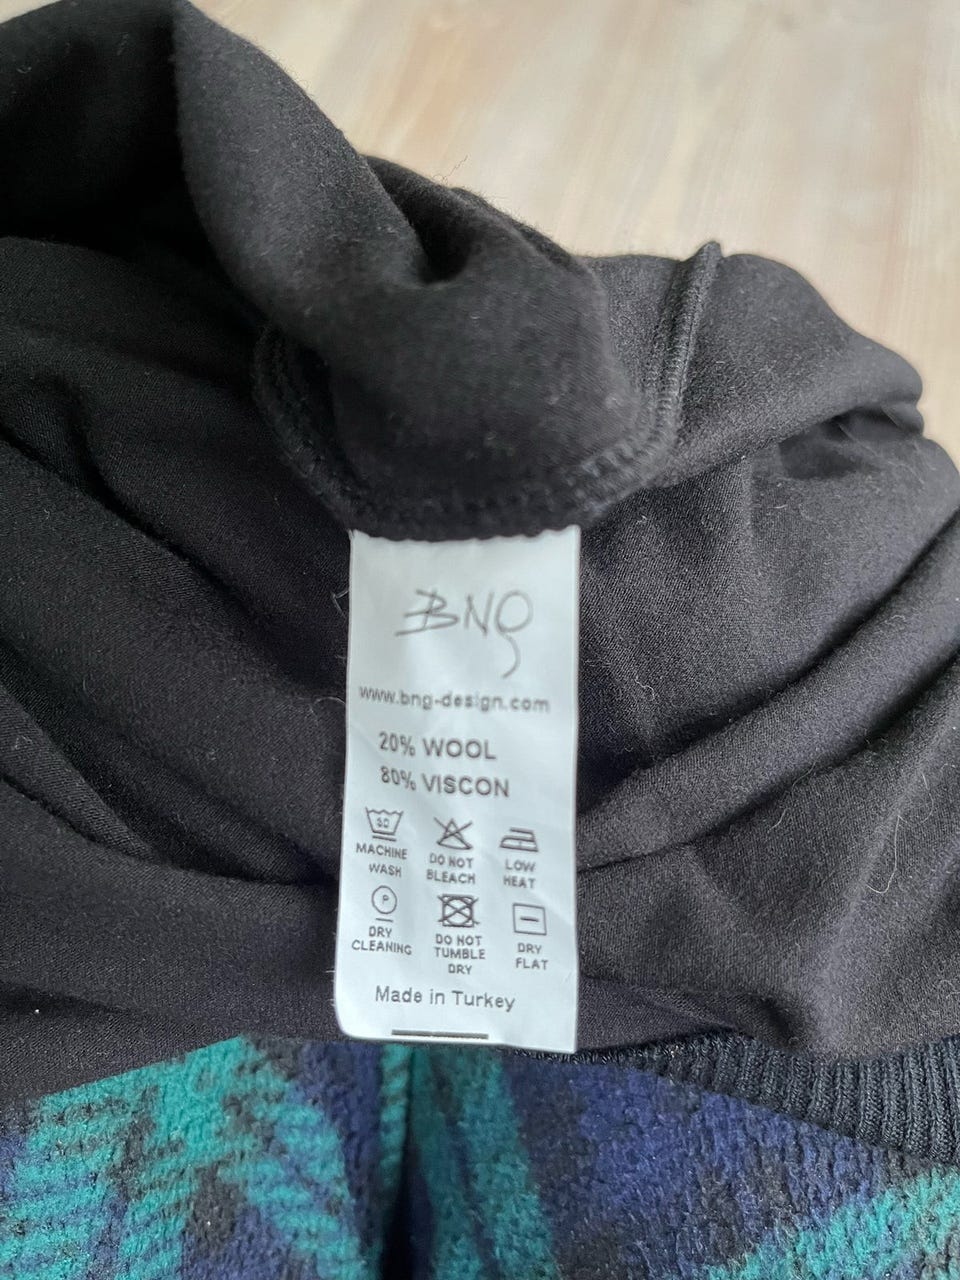 BNG
www.bng-design.com
20% WOOL
80% VISCON
30
MACHINE WASH
DO NOT BLEACH
LOW HEAT
P
DRY CLEANING
DO NOT TUMBLE DRY
DRY FLAT
Made in Turkey